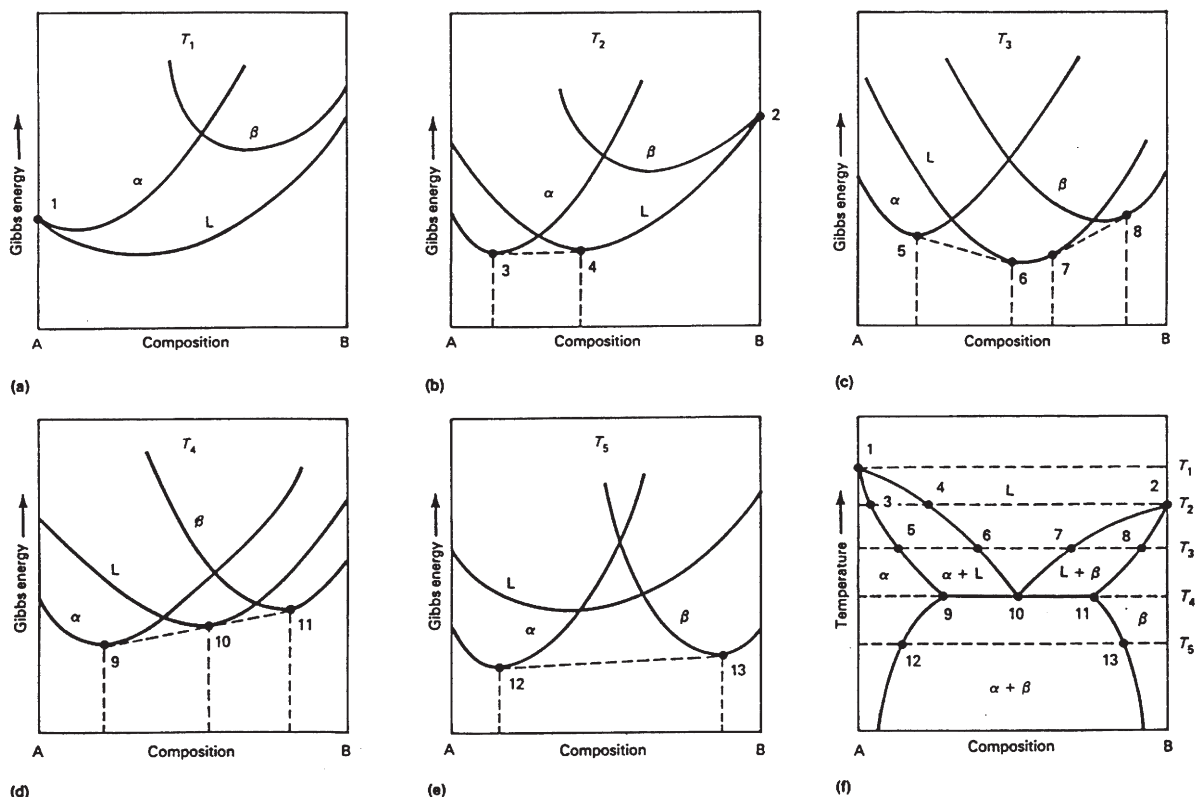 T1
Gibbs energy
1
α
β
L
A
Composition
B
(a)
T2
Gibbs energy
2
β
α
L
3
4
A
Composition
B
(b)
T3
Gibbs energy
L
α
β
5
6
7
8
A
Composition
B
(c)
T4
Gibbs energy
β
L
α
9
10
11
A
Composition
B
(d)
T5
Gibbs energy
L
α
β
12
13
A
Composition
B
(e)
Temperature
1
T1
3
4
L
2
T2
5
6
7
8
T3
α
α + L
L + β
T4
9
10
11
β
T5
12
13
α + β
A
Composition
B
(f)